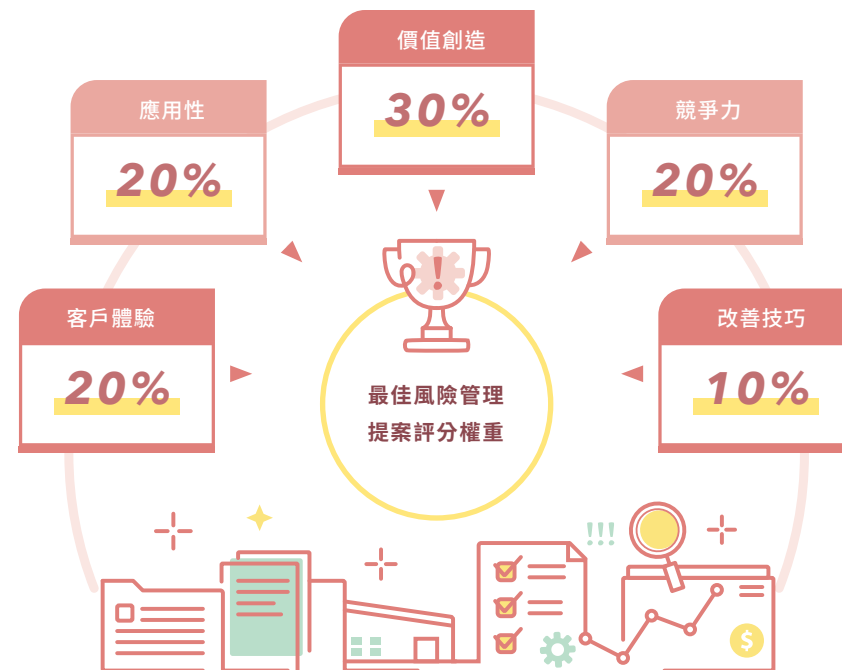 價值創造
30%
應用性
20%
競爭力
20%
客戶體驗
20%
改善技巧
10%
!
最佳風險管理
提案評分權重
!!!
$